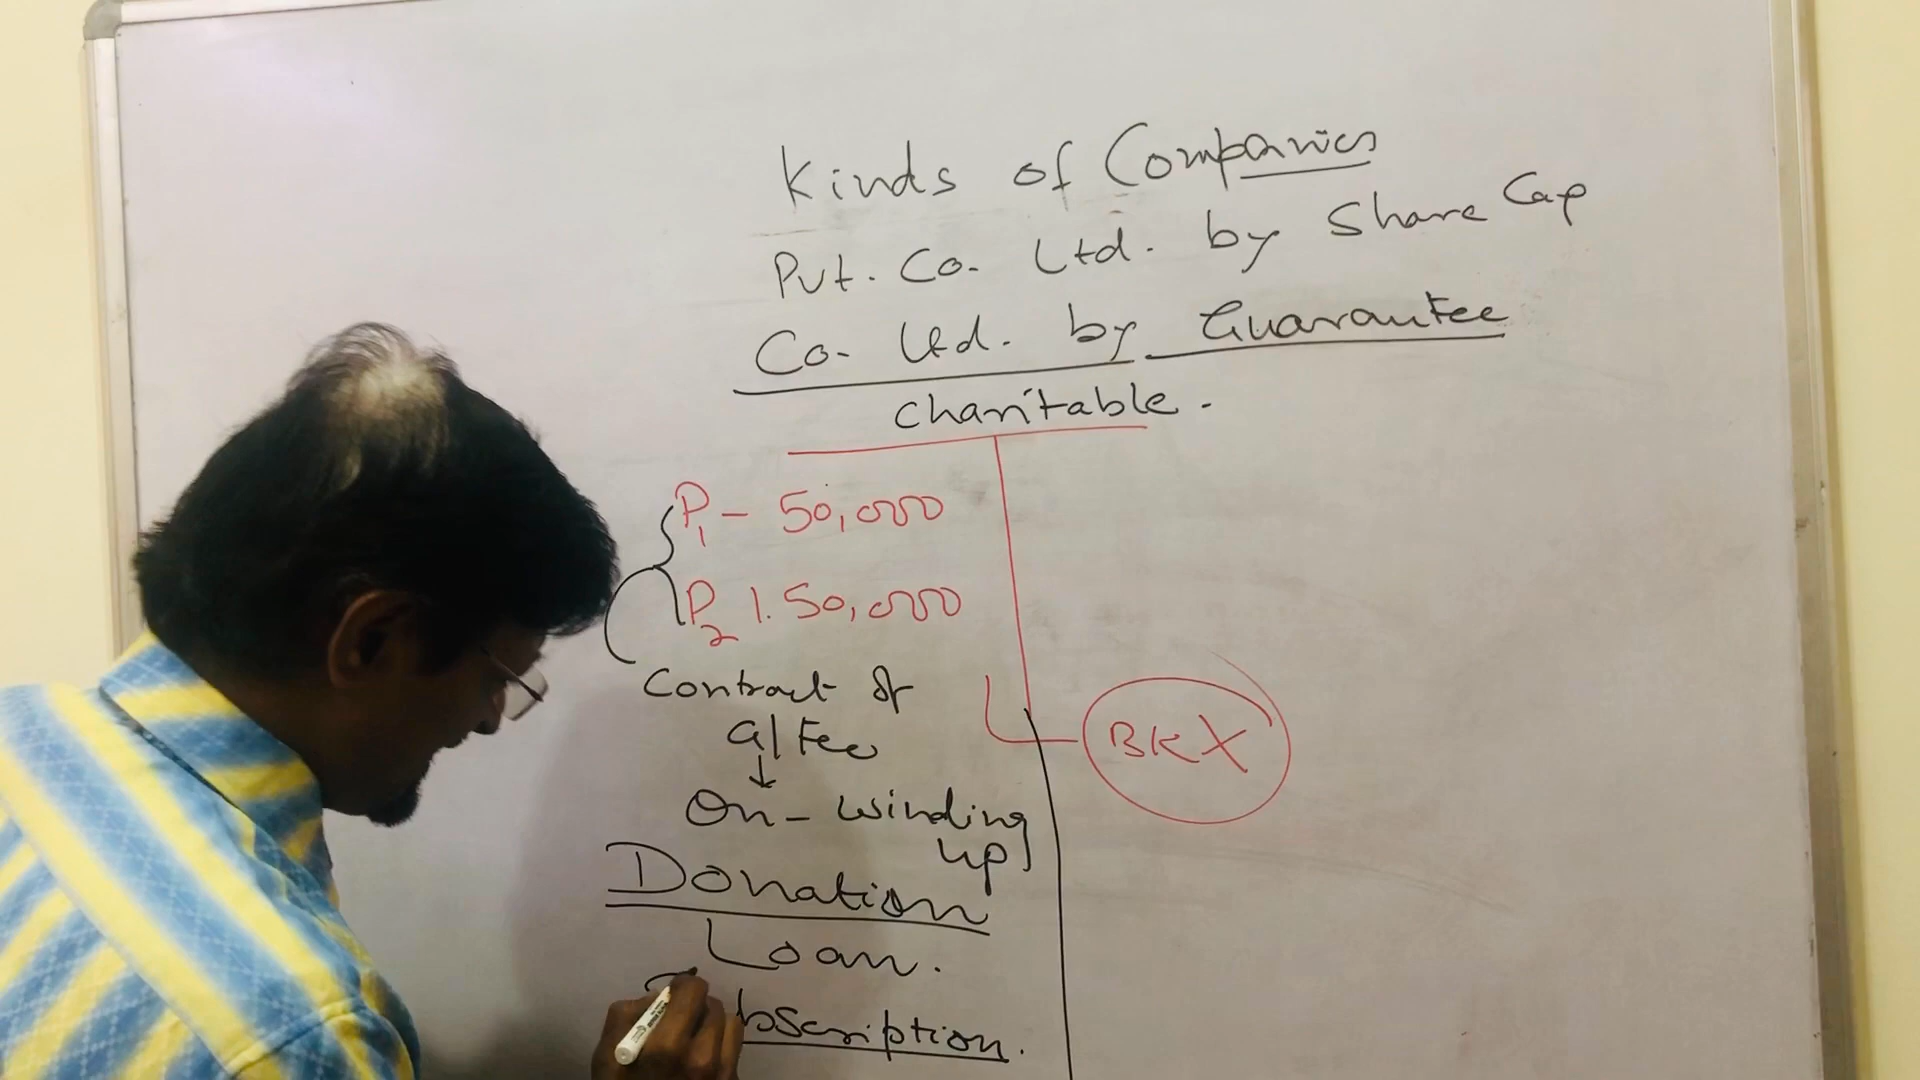 Kinds of Companies
Pvt. Co. Ltd. by Share Cap
Co. Ltd. by Guarantee
Charitable.
P1 - 50,000
P2 1.50,000
Contract of
G/Fee
BKX
On - winding
up
Donation
Loan.
bscription.